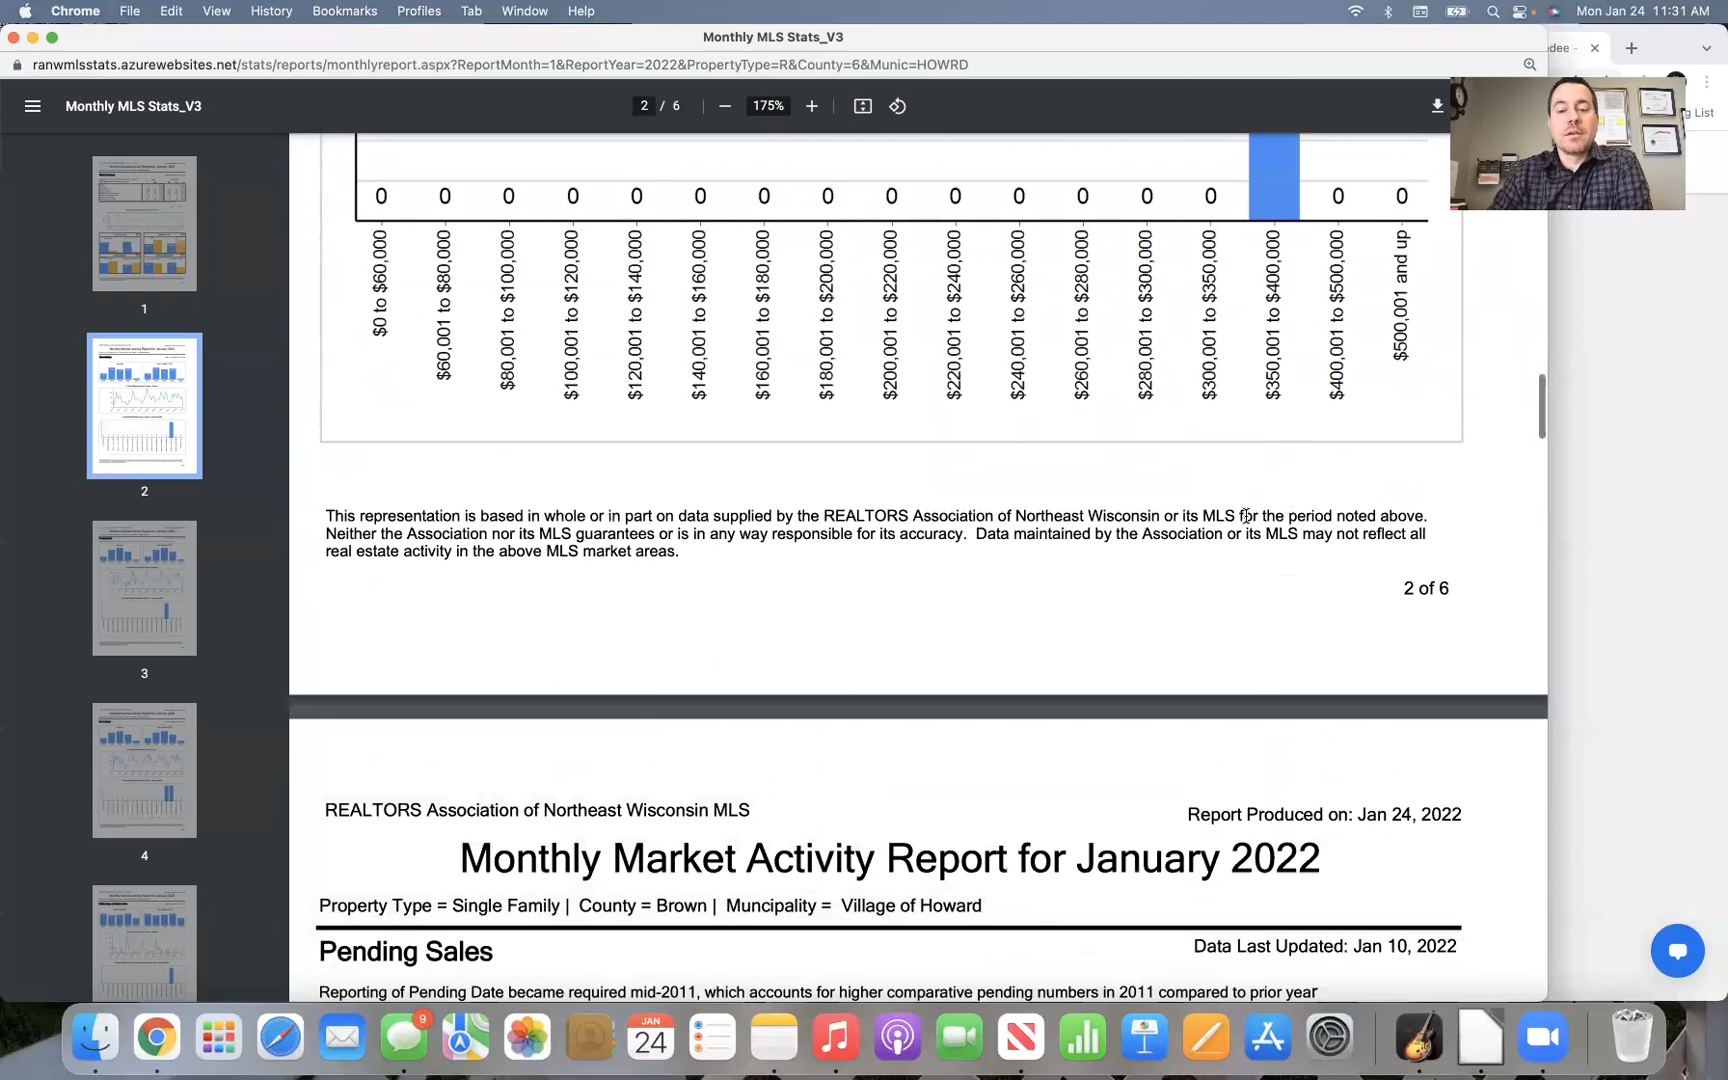 Chrome File Edit View History Bookmarks Profiles Tab Window Help Mon Jan 24 11:31 AM
Monthly MLS Stats_V3
ranwmlsstats.azurewebsites.net/stats/reports/monthlyreport.aspx?ReportMonth=1&ReportYear=2022&PropertyType=R&County=6&Munic=HOWRD
Monthly MLS Stats_V3 2 / 6 175%
g List
0 0 0 0 0 0 0 0 0 0 0 0 0 0 0 0
$0 to $60,000
$60,001 to $80,000
$80,001 to $100,000
$100,001 to $120,000
$120,001 to $140,000
$140,001 to $160,000
$160,001 to $180,000
$180,001 to $200,000
$200,001 to $220,000
$220,001 to $240,000
$240,001 to $260,000
$260,001 to $280,000
$280,001 to $300,000
$300,001 to $350,000
$350,001 to $400,000
$400,001 to $500,000
$500,001 and up
1
2
3
4
This representation is based in whole or in part on data supplied by the REALTORS Association of Northeast Wisconsin or its MLS for the period noted above.
Neither the Association nor its MLS guarantees or is in any way responsible for its accuracy. Data maintained by the Association or its MLS may not reflect all
real estate activity in the above MLS market areas.
2 of 6
REALTORS Association of Northeast Wisconsin MLS
Report Produced on: Jan 24, 2022
Monthly Market Activity Report for January 2022
Property Type = Single Family | County = Brown | Muncipality = Village of Howard
Pending Sales
Data Last Updated: Jan 10, 2022
Reporting of Pending Date became required mid-2011, which accounts for higher comparative pending numbers in 2011 compared to prior year
9
JAN
24